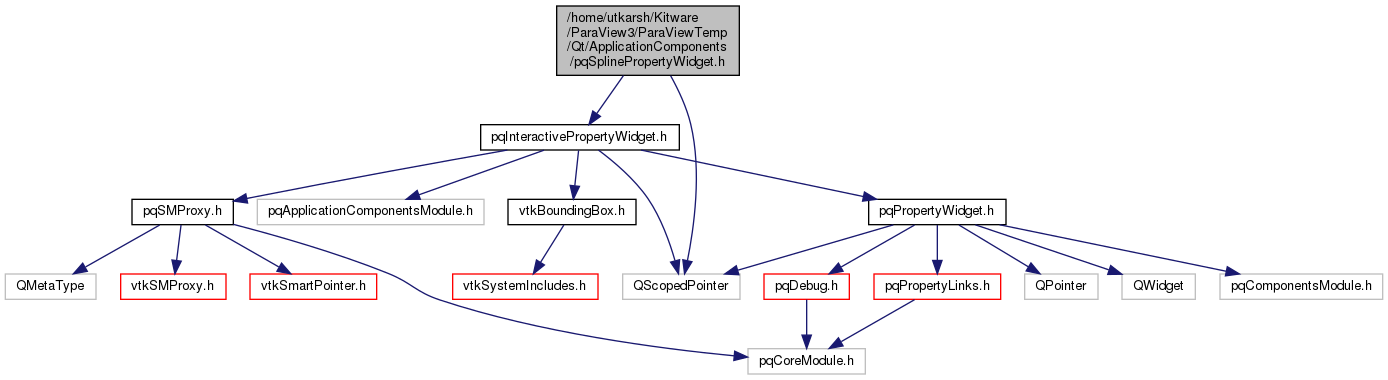 /home/utkarsh/Kitware
/ParaView3/ParaViewTemp
/Qt/ApplicationComponents
/pqSplinePropertyWidget.h
pqInteractivePropertyWidget.h
pqSMProxy.h
pqApplicationComponentsModule.h
vtkBoundingBox.h
pqPropertyWidget.h
QMetaType
vtkSMProxy.h
vtkSmartPointer.h
vtkSystemIncludes.h
QScopedPointer
pqDebug.h
pqPropertyLinks.h
QPointer
QWidget
pqComponentsModule.h
pqCoreModule.h